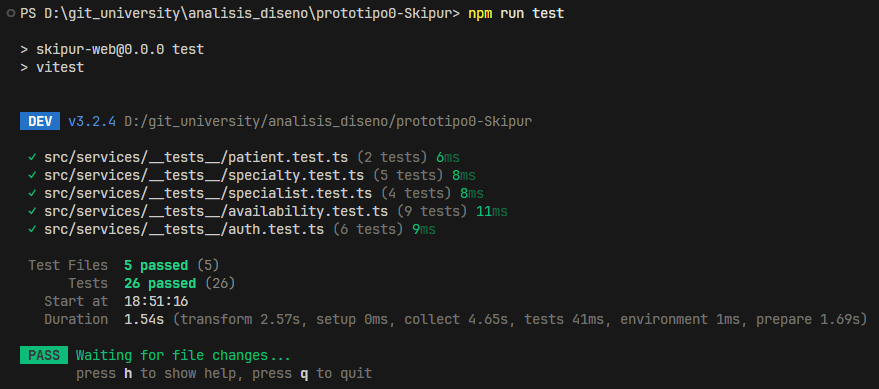 PS D:\git_university\analisis_diseno\prototipo0-Skipur> npm run test
> skipur-web@0.0.0 test
> vitest
DEV v3.2.4 D:/git_university/analisis_diseno/prototipo0-Skipur
✓ src/services/__tests__/patient.test.ts (2 tests) 6ms
✓ src/services/__tests__/specialty.test.ts (5 tests) 8ms
✓ src/services/__tests__/specialist.test.ts (4 tests) 8ms
✓ src/services/__tests__/availability.test.ts (9 tests) 11ms
✓ src/services/__tests__/auth.test.ts (6 tests) 9ms
Test Files 5 passed (5)
Tests 26 passed (26)
Start at 18:51:16
Duration 1.54s (transform 2.57s, setup 0ms, collect 4.65s, tests 41ms, environment 1ms, prepare 1.69s)
PASS Waiting for file changes...
press h to show help, press q to quit